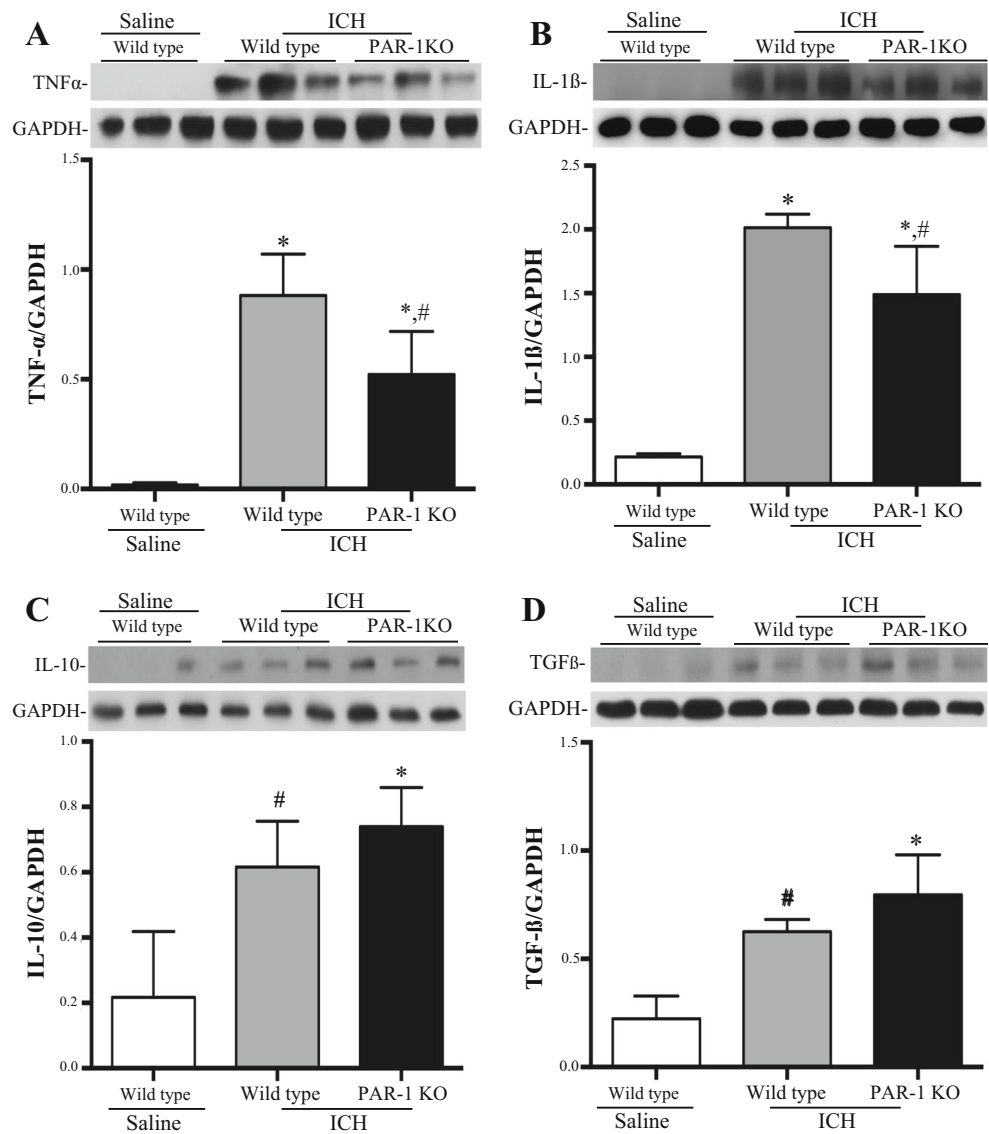 A
Saline
ICH
Wild type
Wild type
PAR-1KO
TNFα-
GAPDH-
1.5
1.0
0.5
0.0
TNF-α/GAPDH
*
*,#
Wild type
Wild type
PAR-1 KO
Saline
ICH
B
Saline
ICH
Wild type
Wild type
PAR-1KO
IL-1ß-
GAPDH-
2.5
2.0
1.5
1.0
0.5
0.0
IL-1ß/GAPDH
*
*,#
Wild type
Wild type
PAR-1 KO
Saline
ICH
C
Saline
ICH
Wild type
Wild type
PAR-1KO
IL-10-
GAPDH-
1.0
0.8
0.6
0.4
0.2
0.0
IL-10/GAPDH
#
*
Wild type
Wild type
PAR-1 KO
Saline
ICH
D
Saline
ICH
Wild type
Wild type
PAR-1KO
TGFß-
GAPDH-
1.5
1.0
0.5
0.0
TGF-ß/GAPDH
#
*
Wild type
Wild type
PAR-1 KO
Saline
ICH